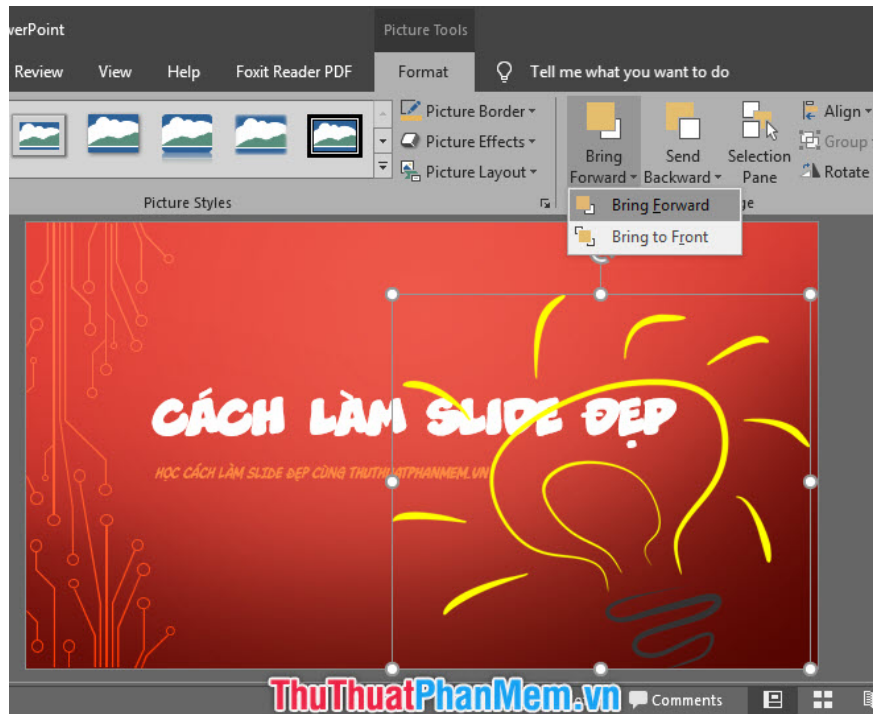 werPoint
Picture Tools
Review View Help Foxit Reader PDF Format Tell me what you want to do
Picture Border
Picture Effects
Picture Layout
Bring Forward
Send Backward
Selection Pane
Align
Group
Rotate
Picture Styles
ge
Bring Forward
Bring to Front
CÁCH LÀM SLIDE ĐẸP
HỌC CÁCH LÀM SLIDE ĐẸP CÙNG THUTHUATPHANMEM.VN
ThuThuatPhanMem.vn
Comments